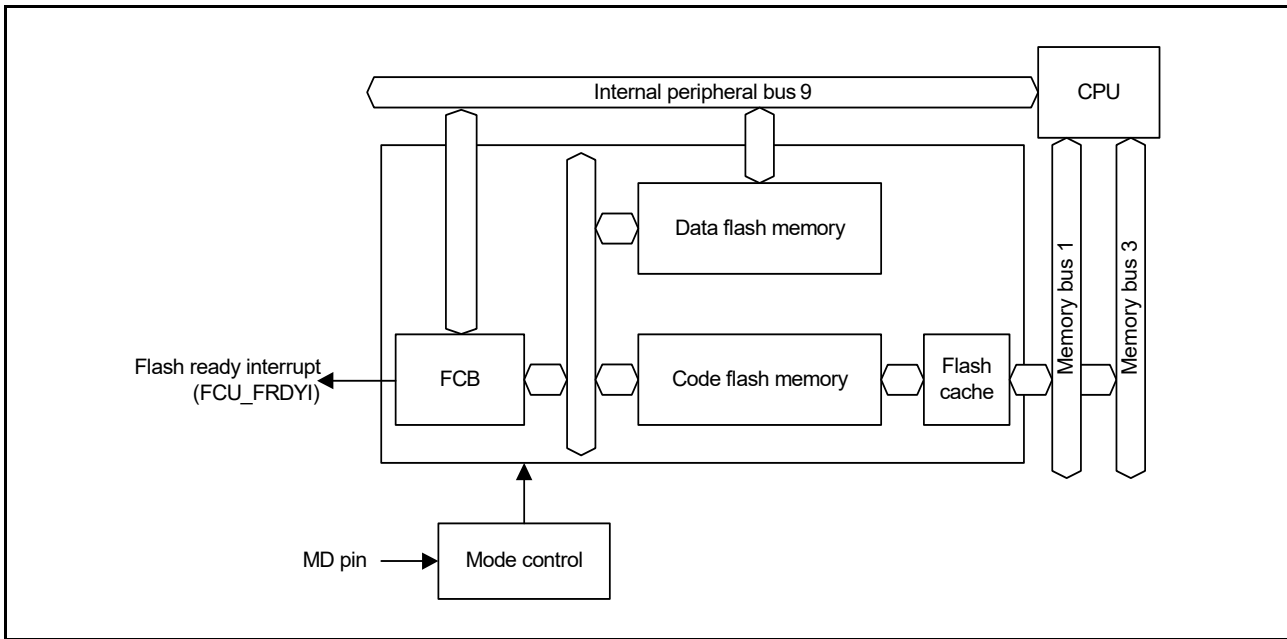 Internal peripheral bus 9
CPU
Data flash memory
Memory bus 1
Memory bus 3
Flash ready interrupt
(FCU_FRDYI)
FCB
Code flash memory
Flash
cache
MD pin
Mode control